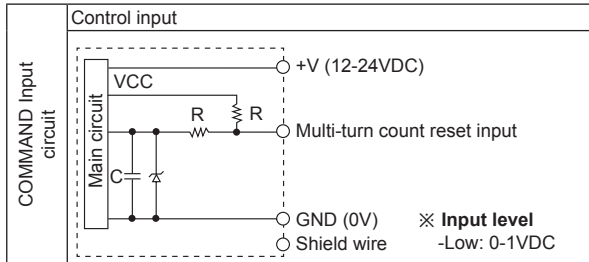 Control input
COMMAND Input
circuit
Main circuit
+V (12-24VDC)
VCC
R
R
Multi-turn count reset input
C
GND (0V)
※ Input level
Shield wire
-Low: 0-1VDC